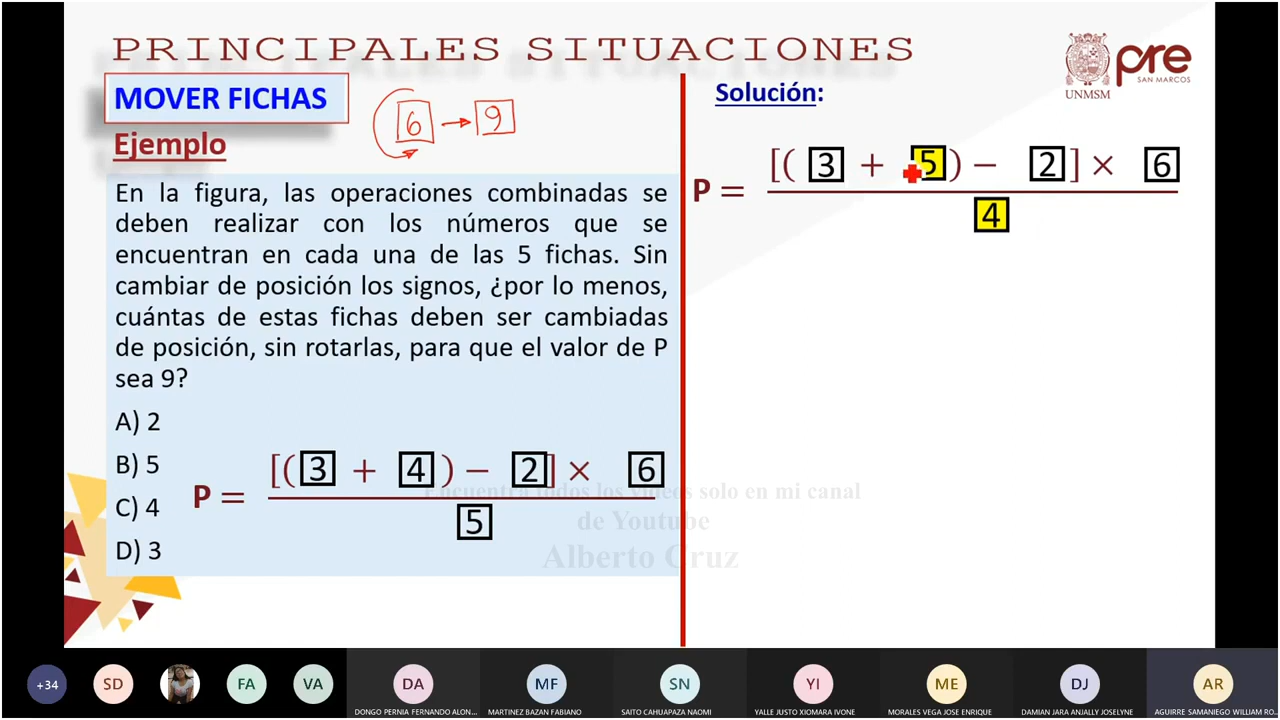 PRINCIPALES SITUACIONES
MOVER FICHAS
6 → 9
Ejemplo
En la figura, las operaciones combinadas se
deben realizar con los números que se
encuentran en cada una de las 5 fichas. Sin
cambiar de posición los signos, ¿por lo menos,
cuántas de estas fichas deben ser cambiadas
de posición, sin rotarlas, para que el valor de P
sea 9?
A) 2
B) 5
C) 4
D) 3
[( 3 + 4 ) − 2 ] × 6
P =
5
Solución:
pre
SAN MARCOS
UNMSM
[( 3 + 5 ) − 2 ] × 6
P =
4
Encuentra todos los videos solo en mi canal
de Youtube
Alberto Cruz
+34
SD
FA
VA
DA
DONGO PERNIA FERNANDO ALON...
MF
MARTINEZ BAZAN FABIANO
SN
SAITO CAHUAPAZA NAOMI
YI
YALLE JUSTO XIOMARA IVONE
ME
MORALES VEGA JOSE ENRIQUE
DJ
DAMIAN JARA ANJALLY JOSELYNE
AR
AGUIRRE SAMANIEGO WILLIAM RO...